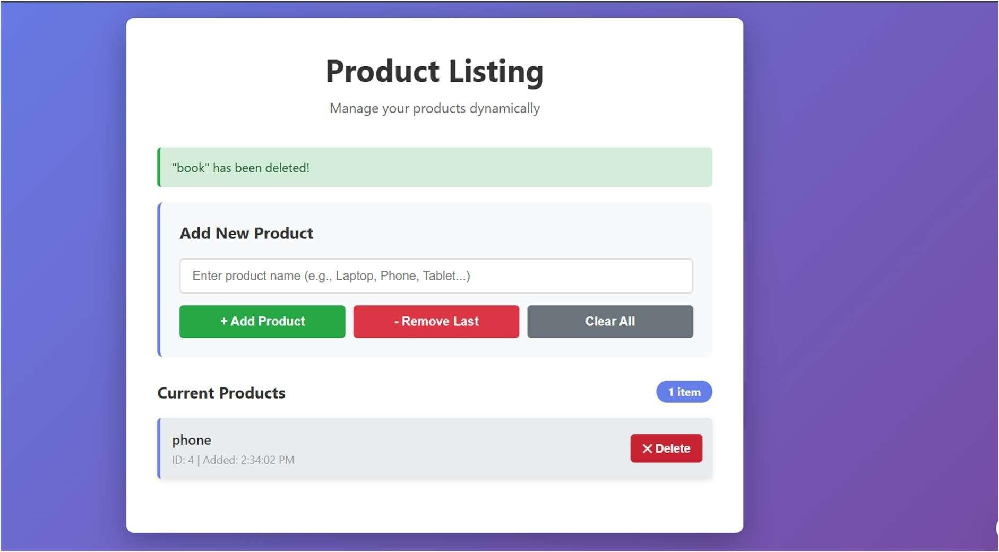 Product Listing
Manage your products dynamically
"book" has been deleted!
Add New Product
Enter product name (e.g., Laptop, Phone, Tablet...)
+ Add Product
- Remove Last
Clear All
Current Products
1 item
phone
ID: 4 | Added: 2:34:02 PM
✕ Delete